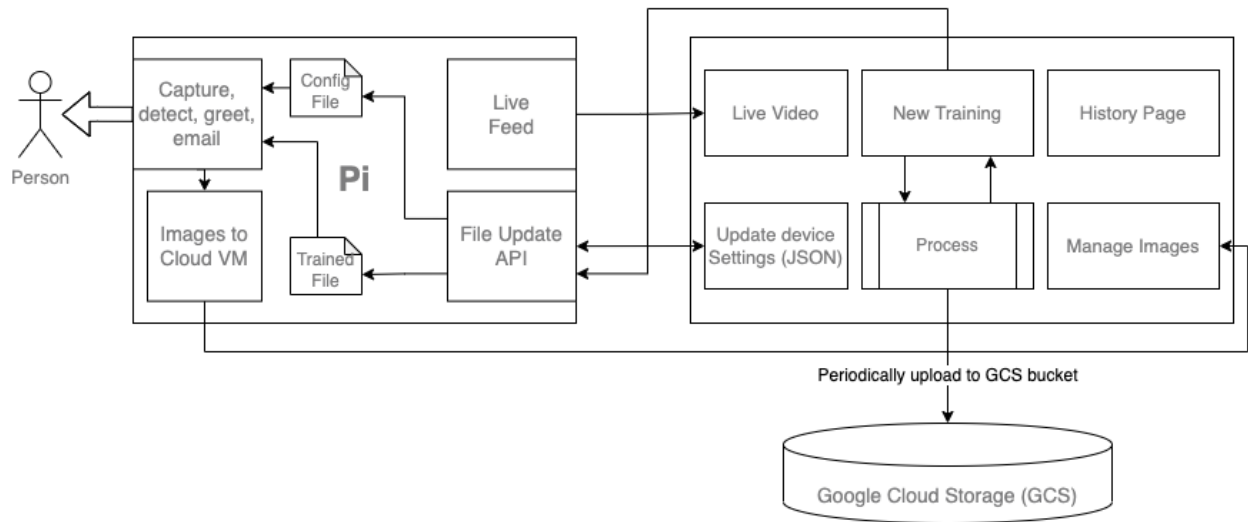 Person
Capture,
detect, greet,
email
Config
File
Live
Feed
Pi
Images to
Cloud VM
Trained
File
File Update
API
Live Video
New Training
History Page
Update device
Settings (JSON)
Process
Manage Images
Periodically upload to GCS bucket
Google Cloud Storage (GCS)